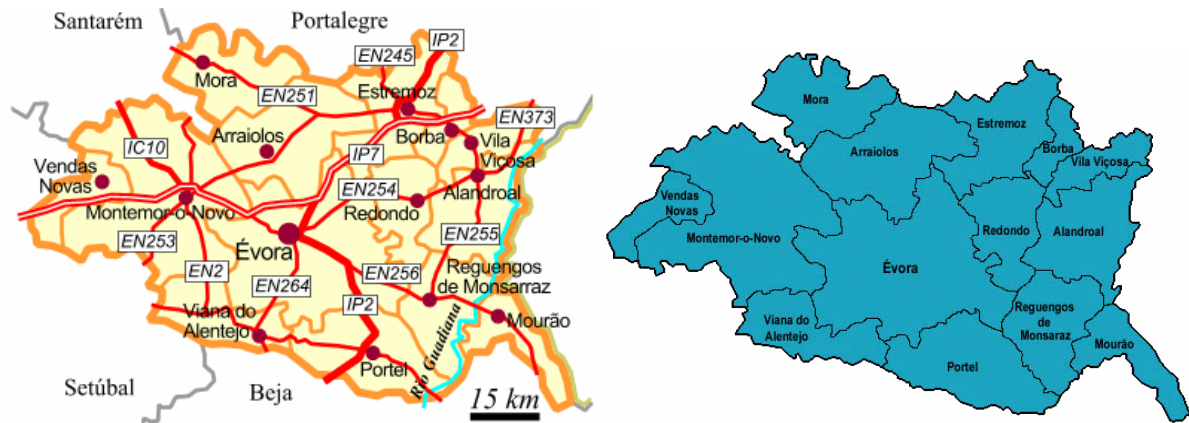 Santarém
Portalegre
IP2
EN245
Mora
EN251
Estremoz
EN373
Arraiolos
Borba
Vila
Viçosa
IC10
IP7
Vendas
Novas
EN254
Alandroal
Montemor-o-Novo
Redondo
EN253
Évora
EN255
EN2
EN256
Reguengos
de Monsarraz
EN264
IP2
Viana do
Alentejo
Mourão
Rio Guadiana
Portel
Setúbal
Beja
15 km
Mora
Estremoz
Arraiolos
Borba
Vila Viçosa
Vendas
Novas
Montemor-o-Novo
Redondo
Alandroal
Évora
Reguengos
de
Monsaraz
Viana do
Alentejo
Mourão
Portel